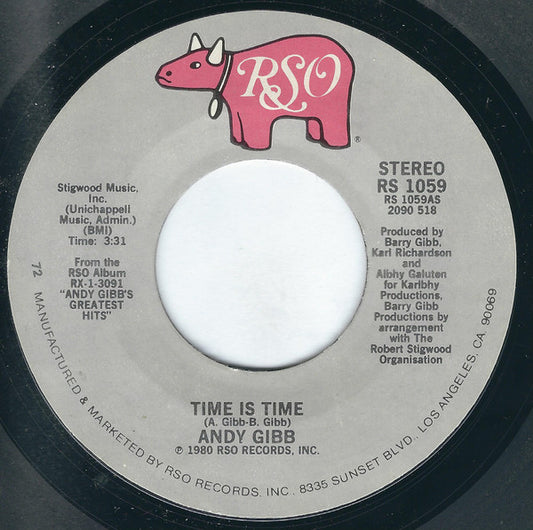 RSO
®
STEREO
RS 1059
RS 1059AS
2090 518
Stigwood Music,
Inc.
(Unichappell
Music, Admin.)
(BMI)
Time: 3:31
From the
RSO Album
RX-1-3091
"ANDY GIBB'S
GREATEST
HITS"
Produced by
Barry Gibb,
Karl Richardson
and
Albhy Galuten
for Karlbhy
Productions,
Barry Gibb
Productions by
arrangement
with The
Robert Stigwood
Organisation
TIME IS TIME
(A. Gibb-B. Gibb)
ANDY GIBB
℗ 1980 RSO RECORDS, INC.
72 MANUFACTURED & MARKETED BY RSO RECORDS, INC. 8335 SUNSET BLVD., LOS ANGELES, CA. 90069